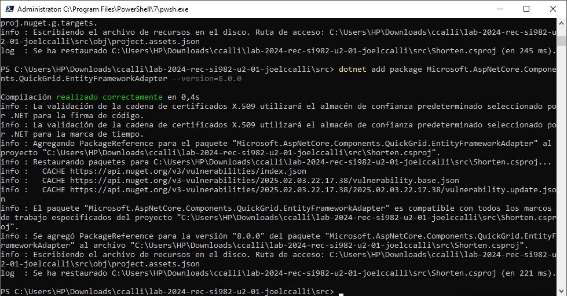 Administrator: C:\Program Files\PowerShell\7\pwsh.exe
proj.nuget.g.targets.
info : Escribiendo el archivo de recursos en el disco. Ruta de acceso: C:\Users\HP\Downloads\ccalli\lab-2024-rec-si982-u
2-01-joelccalli\src\obj\project.assets.json
log  : Se ha restaurado C:\Users\HP\Downloads\ccalli\lab-2024-rec-si982-u2-01-joelccalli\src\Shorten.csproj (en 245 ms).
PS C:\Users\HP\Downloads\ccalli\lab-2024-rec-si982-u2-01-joelccalli\src> dotnet add package Microsoft.AspNetCore.Compone
nts.QuickGrid.EntityFrameworkAdapter --version=8.0.0
Compilación realizado correctamente en 0,4s
info : La validación de la cadena de certificados X.509 utilizará el almacén de confianza predeterminado seleccionado po
r .NET para la firma de código.
info : La validación de la cadena de certificados X.509 utilizará el almacén de confianza predeterminado seleccionado po
r .NET para la marca de tiempo.
info : Agregando PackageReference para el paquete "Microsoft.AspNetCore.Components.QuickGrid.EntityFrameworkAdapter" al
proyecto "C:\Users\HP\Downloads\ccalli\lab-2024-rec-si982-u2-01-joelccalli\src\Shorten.csproj".
info : Restaurando paquetes para C:\Users\HP\Downloads\ccalli\lab-2024-rec-si982-u2-01-joelccalli\src\Shorten.csproj...
info :   CACHE https://api.nuget.org/v3/vulnerabilities/index.json
info :   CACHE https://api.nuget.org/v3-vulnerabilities/2025.02.03.22.17.38/vulnerability.base.json
info :   CACHE https://api.nuget.org/v3-vulnerabilities/2025.02.03.22.17.38/2025.02.03.22.17.38/vulnerability.update.jso
n
info : El paquete "Microsoft.AspNetCore.Components.QuickGrid.EntityFrameworkAdapter" es compatible con todos los marcos
de trabajo especificados del proyecto "C:\Users\HP\Downloads\ccalli\lab-2024-rec-si982-u2-01-joelccalli\src\Shorten.cspr
oj".
info : Se agregó PackageReference para la versión "8.0.0" del paquete "Microsoft.AspNetCore.Components.QuickGrid.EntityF
rameworkAdapter" al archivo "C:\Users\HP\Downloads\ccalli\lab-2024-rec-si982-u2-01-joelccalli\src\Shorten.csproj".
info : Escribiendo el archivo de recursos en el disco. Ruta de acceso: C:\Users\HP\Downloads\ccalli\lab-2024-rec-si982-u
2-01-joelccalli\src\obj\project.assets.json
log  : Se ha restaurado C:\Users\HP\Downloads\ccalli\lab-2024-rec-si982-u2-01-joelccalli\src\Shorten.csproj (en 221 ms).
PS C:\Users\HP\Downloads\ccalli\lab-2024-rec-si982-u2-01-joelccalli\src>